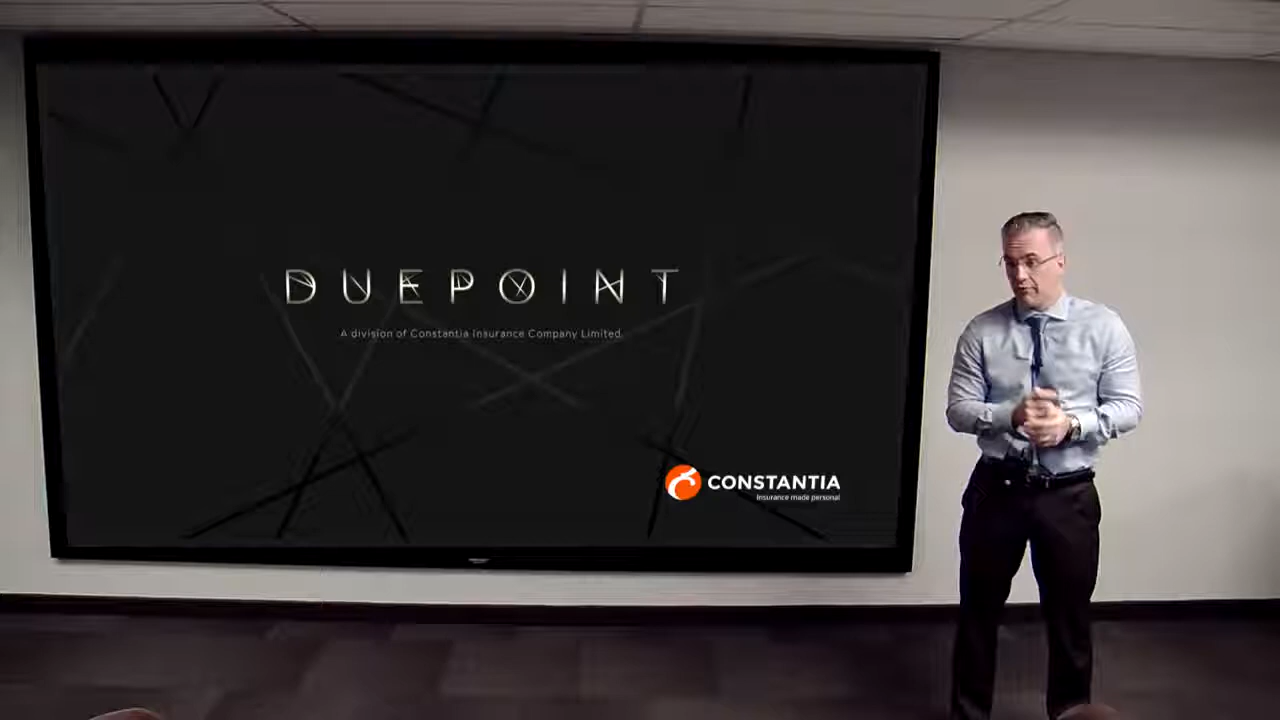 DUEPOINT
A division of Constantia Insurance Company Limited.
CONSTANTIA
Insurance made personal